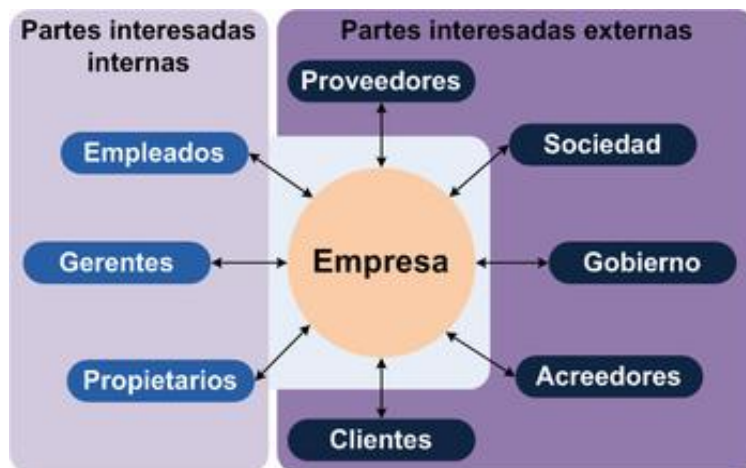 Partes interesadas
internas
Partes interesadas externas
Proveedores
Empleados
Sociedad
Gerentes
Empresa
Gobierno
Propietarios
Acreedores
Clientes